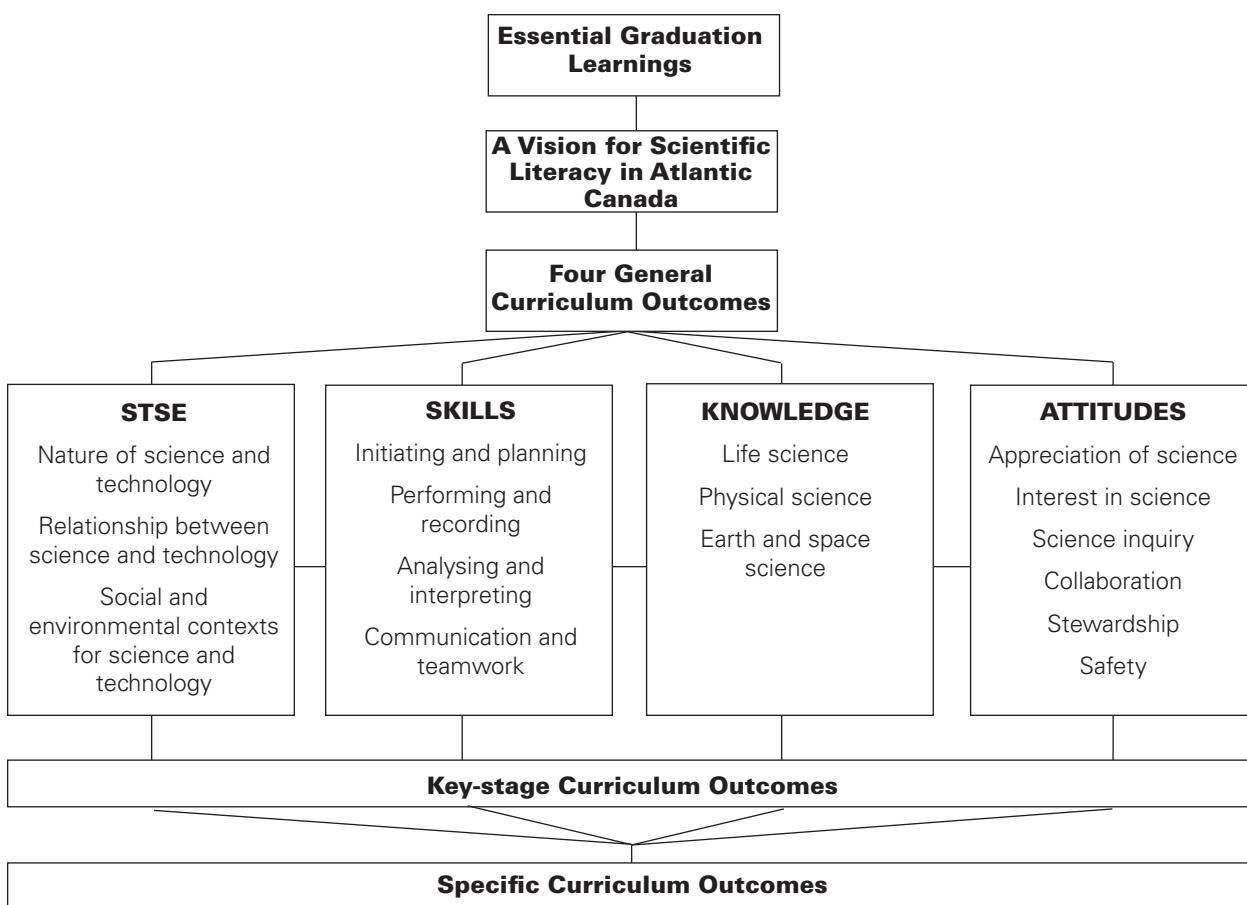 Essential Graduation
Learnings
A Vision for Scientific
Literacy in Atlantic
Canada
Four General
Curriculum Outcomes
STSE
Nature of science and
technology
Relationship between
science and technology
Social and
environmental contexts
for science and
technology
SKILLS
Initiating and planning
Performing and
recording
Analysing and
interpreting
Communication and
teamwork
KNOWLEDGE
Life science
Physical science
Earth and space
science
ATTITUDES
Appreciation of science
Interest in science
Science inquiry
Collaboration
Stewardship
Safety
Key-stage Curriculum Outcomes
Specific Curriculum Outcomes